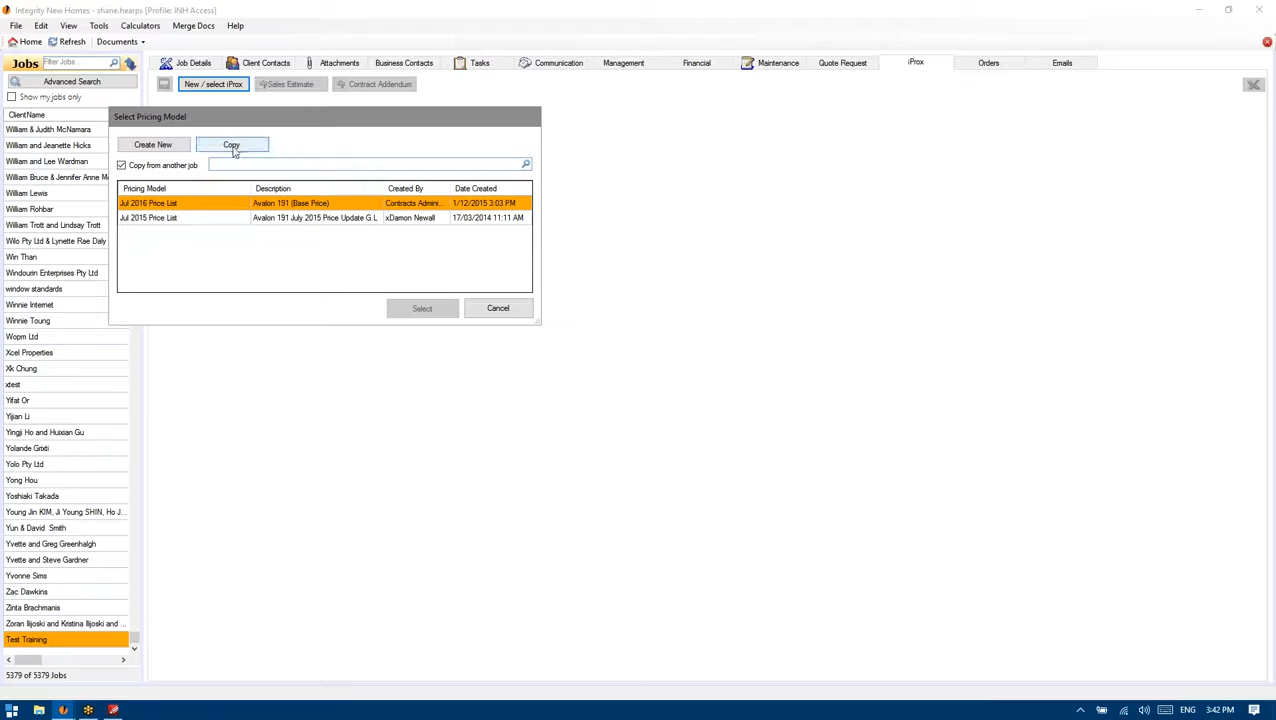 Integrity New Homes - shane.hearps - [Profile: INH Access]
File Edit View Tools Calculators Merge Docs Help
Home Refresh Documents
Jobs Filter Jobs...
Advanced Search
Show my jobs only
ClientName
William & Judith McNamara
William and Jeanette Hicks
William and Lee Wardman
William Bruce & Jennifer Anne M
William Lewis
William Rohbar
William Trott and Lindsay Trott
Wilo Pty Ltd & Lynette Rae Daly
Win Than
Windourin Enterprises Pty Ltd
window standards
Winnie Internet
Winnie Toung
Wopm Ltd
Xcel Properties
Xk Chung
xtest
Yifat Or
Yijian Li
Yingji Ho and Huixian Gu
Yolande Grixti
Yolo Pty Ltd
Yong Hou
Yoshiaki Takada
Young Jin KIM, Ji Young SHIN, Ho J...
Yun & David Smith
Yvette and Greg Greenhalgh
Yvette and Steve Gardner
Yvonne Sims
Zac Dawkins
Zinta Brachmanis
Zoran Ilijoski and Kristina Ilijoski and ...
Test Training
5379 of 5379 Jobs
Job Details Client Contacts Attachments Business Contacts Tasks Communication Management Financial Maintenance Quote Request iProx Orders Emails
New / select iProx Sales Estimate Contract Addendum
Select Pricing Model
Create New Copy
Copy from another job
Pricing Model Description Created By Date Created
Jul 2016 Price List Avalon 191 (Base Price) Contracts Admini... 1/12/2015 3:03 PM
Jul 2015 Price List Avalon 191 July 2015 Price Update G.L xDamon Newall 17/03/2014 11:11 AM
Select Cancel
ENG 3:42 PM